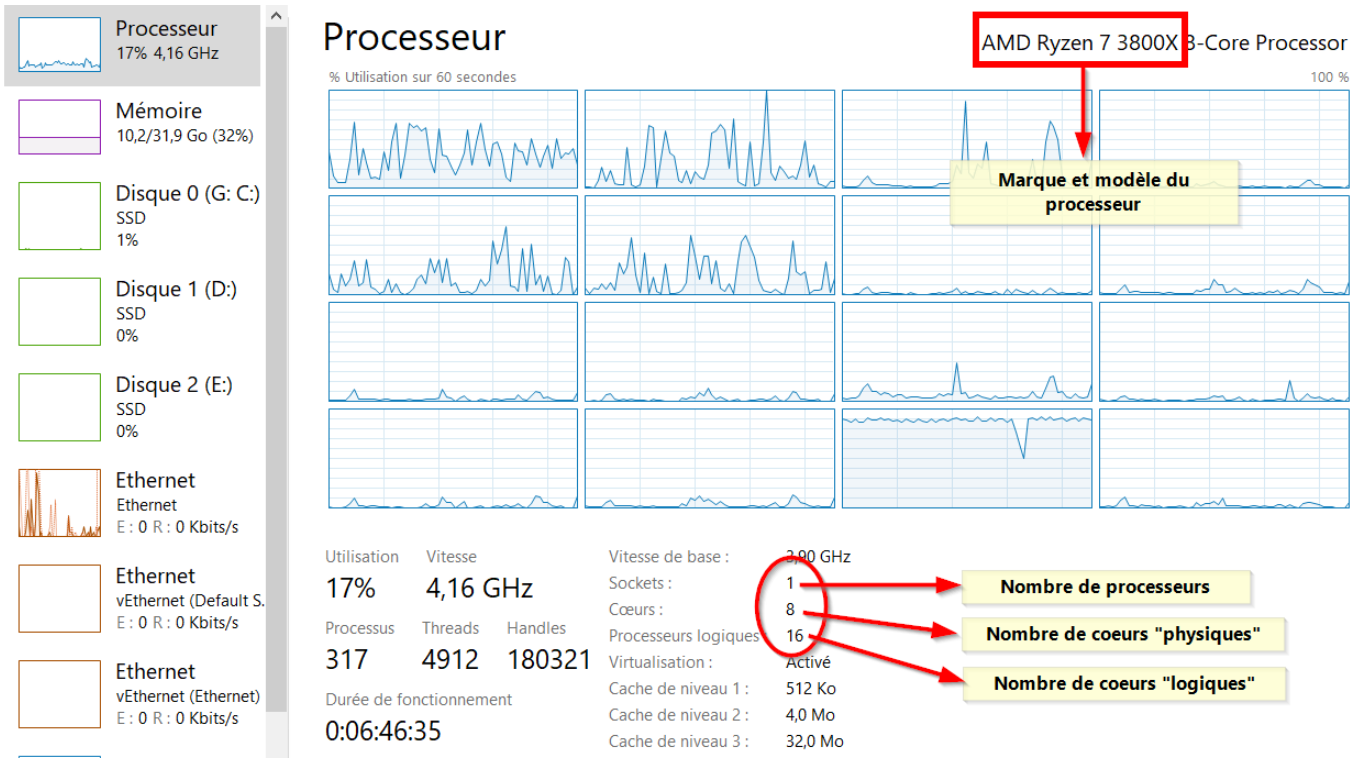 Processeur
17% 4,16 GHz
Mémoire
10,2/31,9 Go (32%)
Disque 0 (G: C:)
SSD
1%
Disque 1 (D:)
SSD
0%
Disque 2 (E:)
SSD
0%
Ethernet
Ethernet
E : 0 R : 0 Kbits/s
Ethernet
vEthernet (Default S.
E : 0 R : 0 Kbits/s
Ethernet
vEthernet (Ethernet)
E : 0 R : 0 Kbits/s
Processeur
AMD Ryzen 7 3800X 8-Core Processor
% Utilisation sur 60 secondes
100 %
Marque et modèle du
processeur
Utilisation
17%
Vitesse
4,16 GHz
Processus
317
Threads
4912
Handles
180321
Durée de fonctionnement
0:06:46:35
Vitesse de base : 3,90 GHz
Sockets : 1
Cœurs : 8
Processeurs logiques 16
Virtualisation : Activé
Cache de niveau 1 : 512 Ko
Cache de niveau 2 : 4,0 Mo
Cache de niveau 3 : 32,0 Mo
Nombre de processeurs
Nombre de coeurs "physiques"
Nombre de coeurs "logiques"